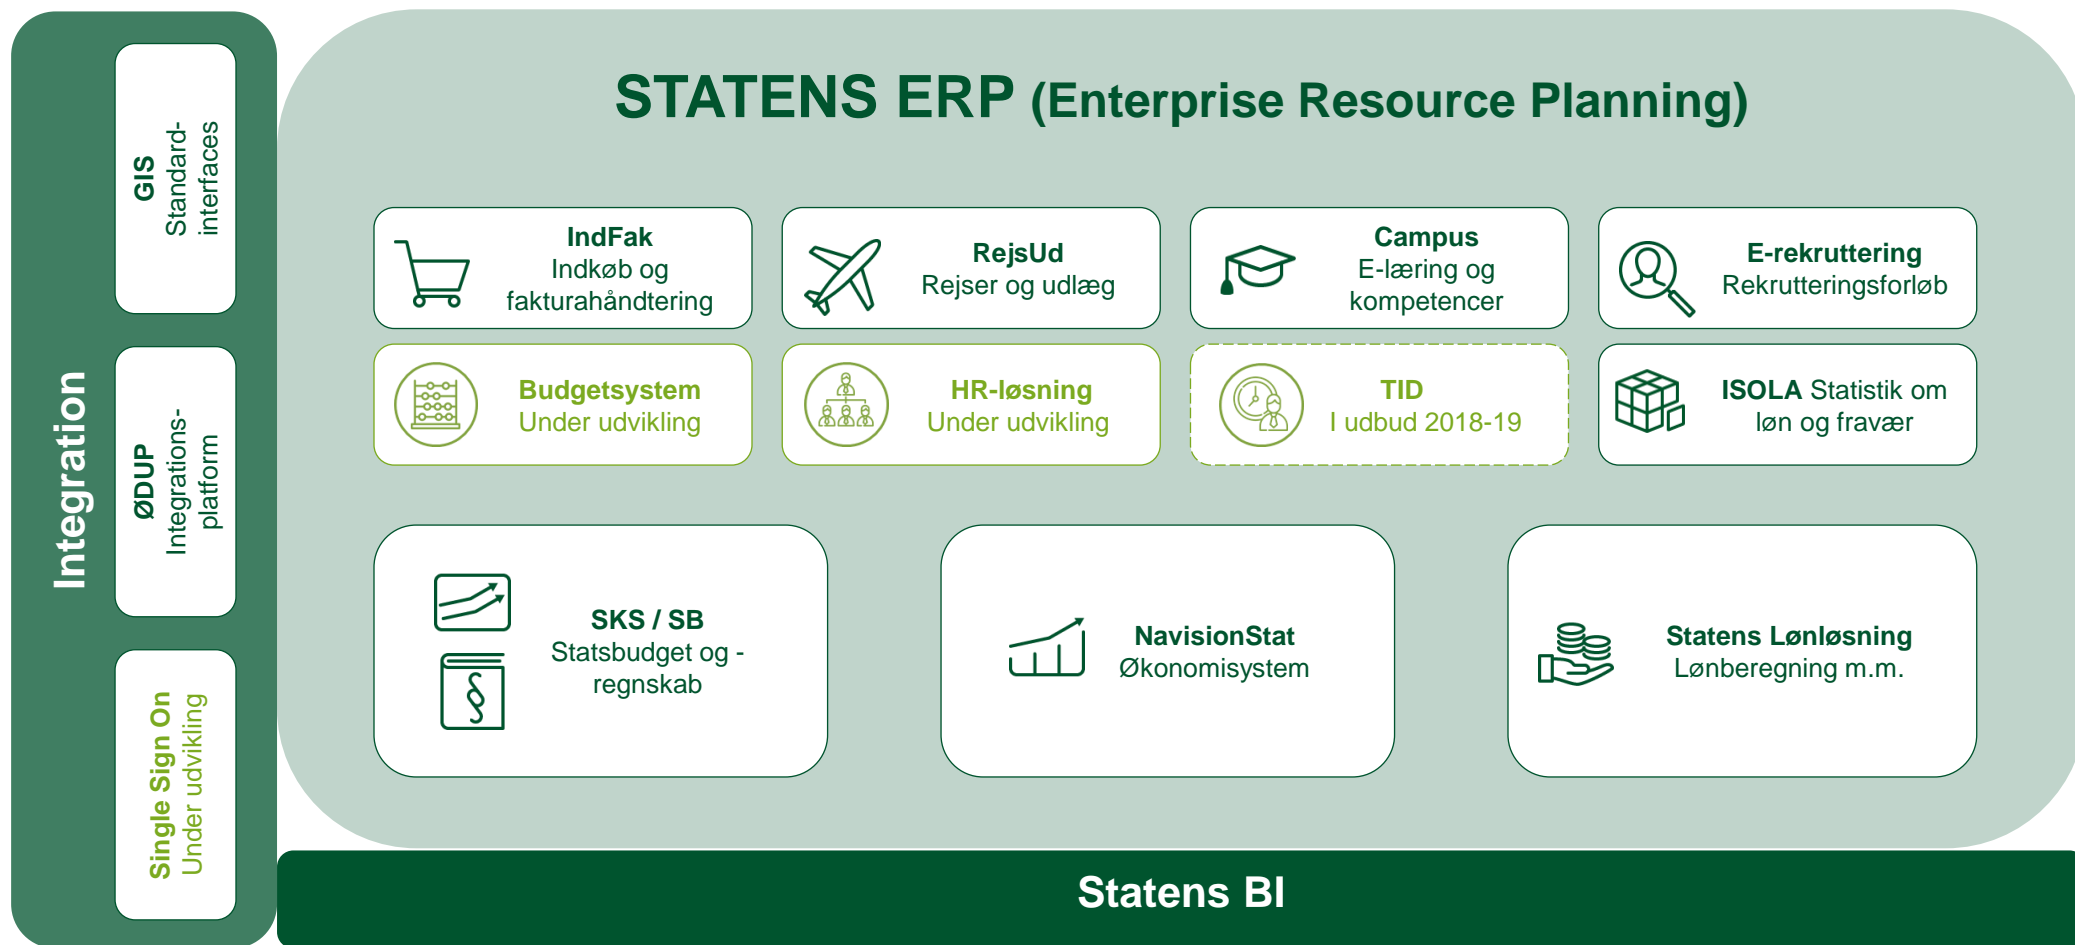 STATENS ERP (Enterprise Resource Planning)
Integration
GIS
Standard-
interfaces
ØDUP
Integrations-
platform
Single Sign On
Under udvikling
IndFak
Indkøb og
fakturahåndtering
RejsUd
Rejser og udlæg
Campus
E-læring og
kompetencer
E-rekruttering
Rekrutteringsforløb
Budgetsystem
Under udvikling
HR-løsning
Under udvikling
TID
I udbud 2018-19
ISOLA Statistik om
løn og fravær
§
SKS / SB
Statsbudget og -
regnskab
NavisionStat
Økonomisystem
Statens Lønløsning
Lønberegning m.m.
Statens BI